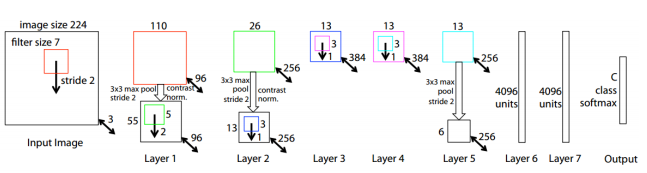 image size 224
filter size 7
stride 2
3
Input Image
110
96
3x3 max
pool
stride 2
contrast
norm.
55
5
2
96
Layer 1
26
256
3x3 max
pool
stride 2
contrast
norm.
13
3
1
256
Layer 2
13
3
1
384
Layer 3
13
3
1
384
Layer 4
13
256
3x3 max
pool
stride 2
6
256
Layer 5
4096
units
Layer 6
4096
units
Layer 7
C
class
softmax
Output